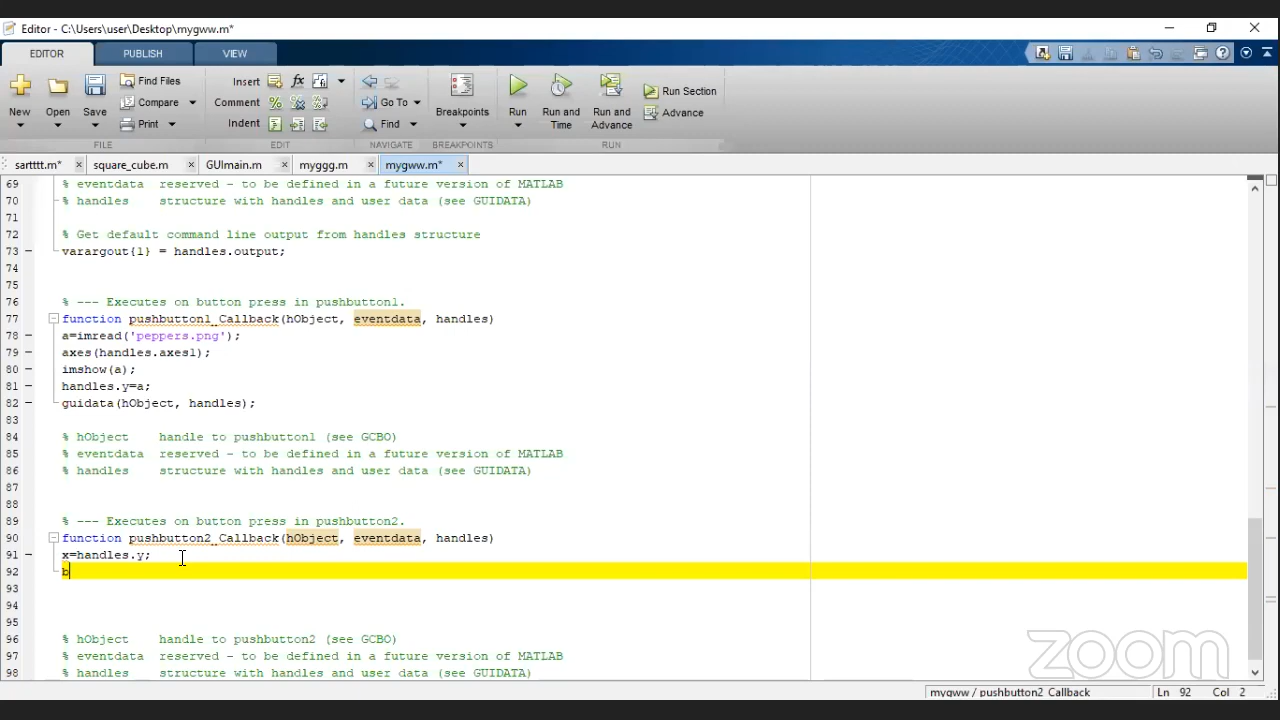 Editor - C:\Users\user\Desktop\mygww.m*
EDITOR PUBLISH VIEW
New Open Save Find Files Compare Print Insert Comment Indent Go To Find Breakpoints Run Run and Time Run and Advance Run Section Advance
FILE EDIT NAVIGATE BREAKPOINTS RUN
sartttt.m* square_cube.m GUImain.m myggg.m mygww.m*
69 % eventdata  reserved - to be defined in a future version of MATLAB
70 % handles    structure with handles and user data (see GUIDATA)
71
72 % Get default command line output from handles structure
73 varargout{1} = handles.output;
74
75
76 % --- Executes on button press in pushbutton1.
77 function pushbutton1_Callback(hObject, eventdata, handles)
78 a=imread('peppers.png');
79 axes(handles.axes1);
80 imshow(a);
81 handles.y=a;
82 guidata(hObject, handles);
83
84 % hObject    handle to pushbutton1 (see GCBO)
85 % eventdata  reserved - to be defined in a future version of MATLAB
86 % handles    structure with handles and user data (see GUIDATA)
87
88
89 % --- Executes on button press in pushbutton2.
90 function pushbutton2_Callback(hObject, eventdata, handles)
91 x=handles.y;
92 b
93
94
95
96 % hObject    handle to pushbutton2 (see GCBO)
97 % eventdata  reserved - to be defined in a future version of MATLAB
98 % handles    structure with handles and user data (see GUIDATA)
zoom
mygww / pushbutton2_Callback Ln 92 Col 2